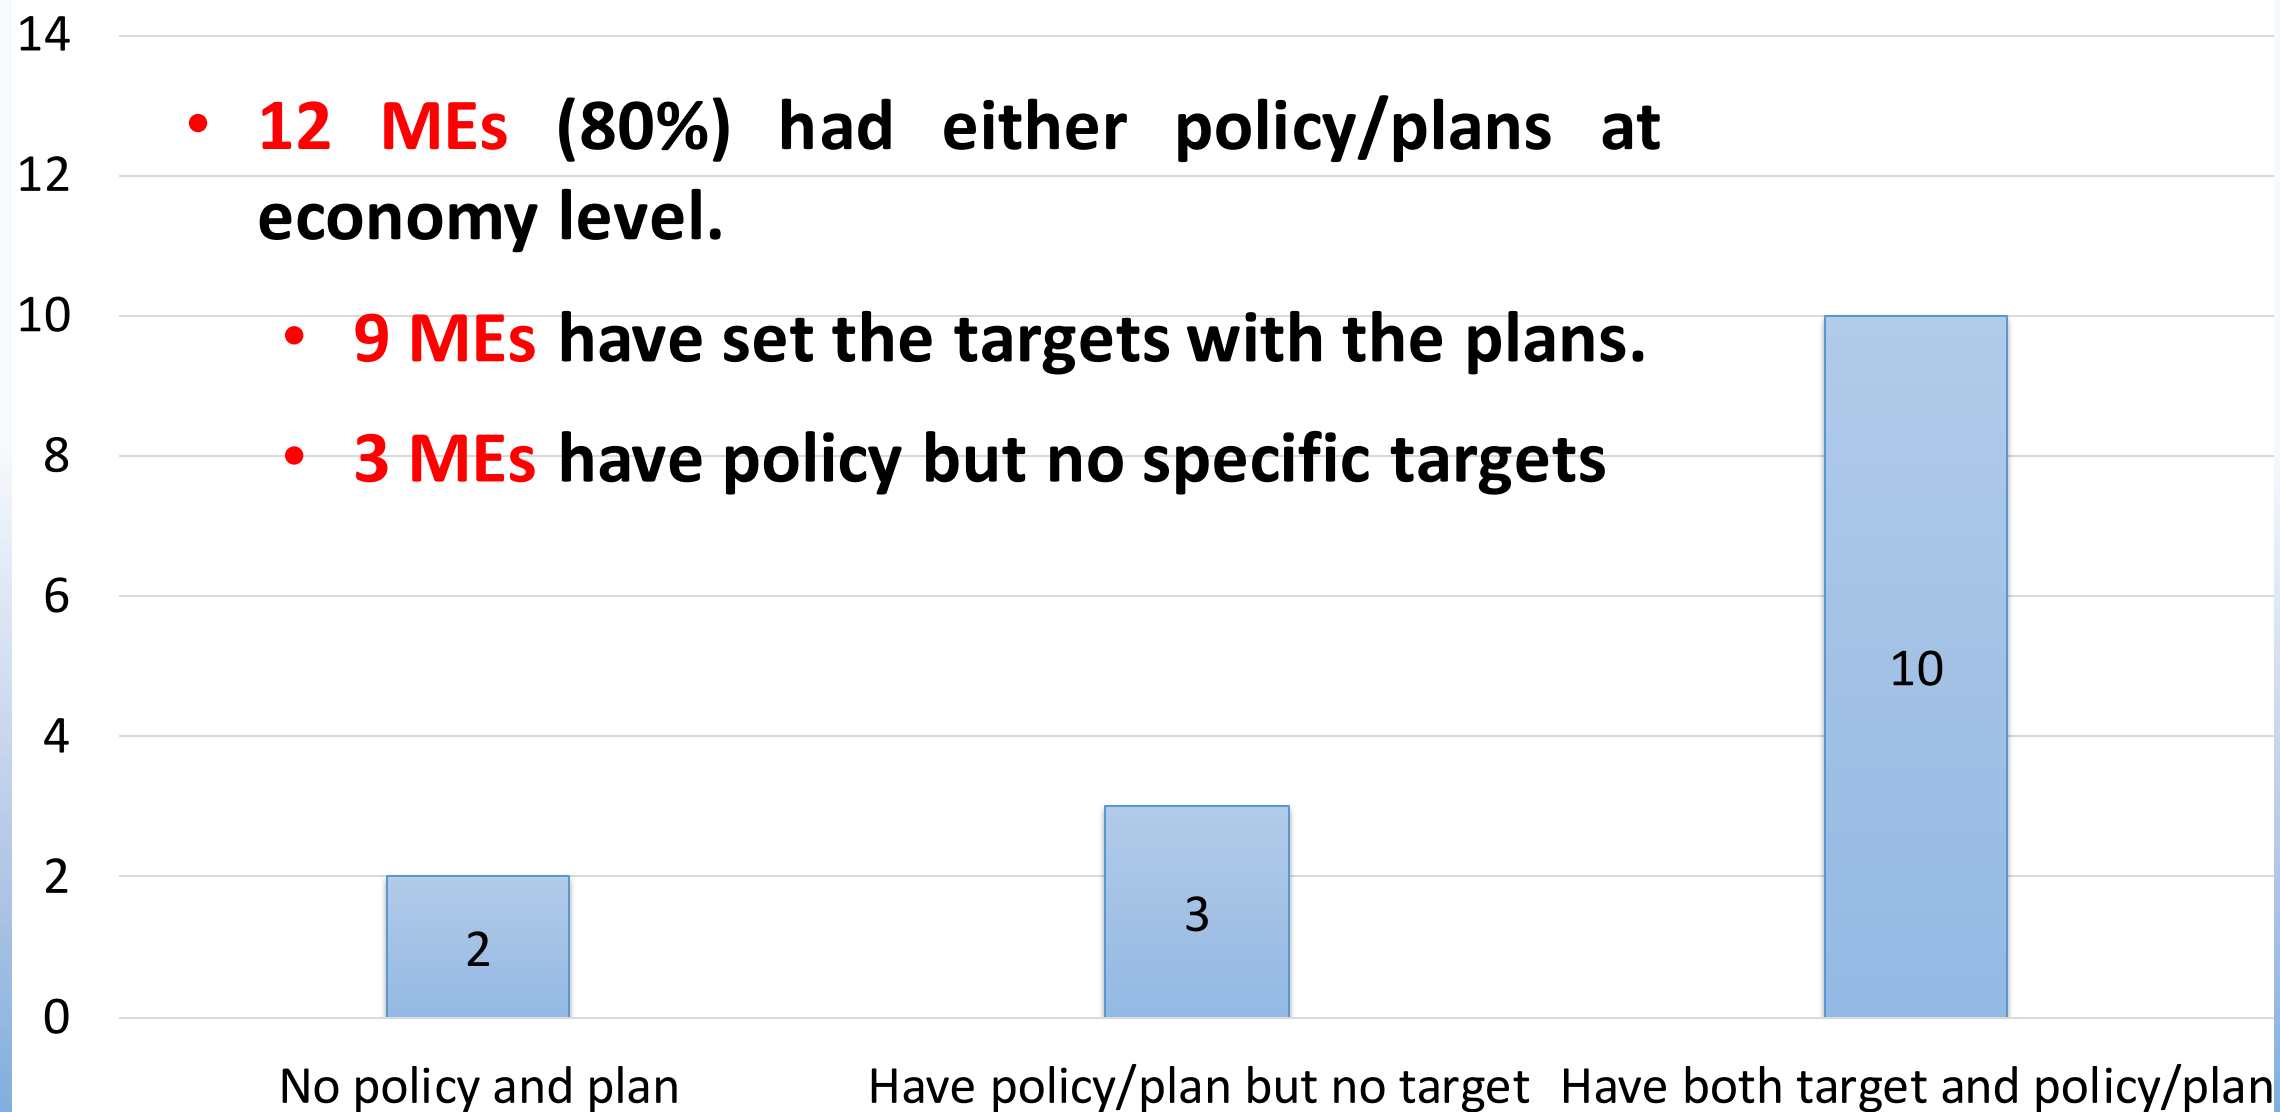 14
• 12 MEs (80%) had either policy/plans at
12
economy level.
10
• 9 MEs have set the targets with the plans.
8
• 3 MEs have policy but no specific targets
6
4
2
0
2
3
10
No policy and plan
Have policy/plan but no target
Have both target and policy/plan